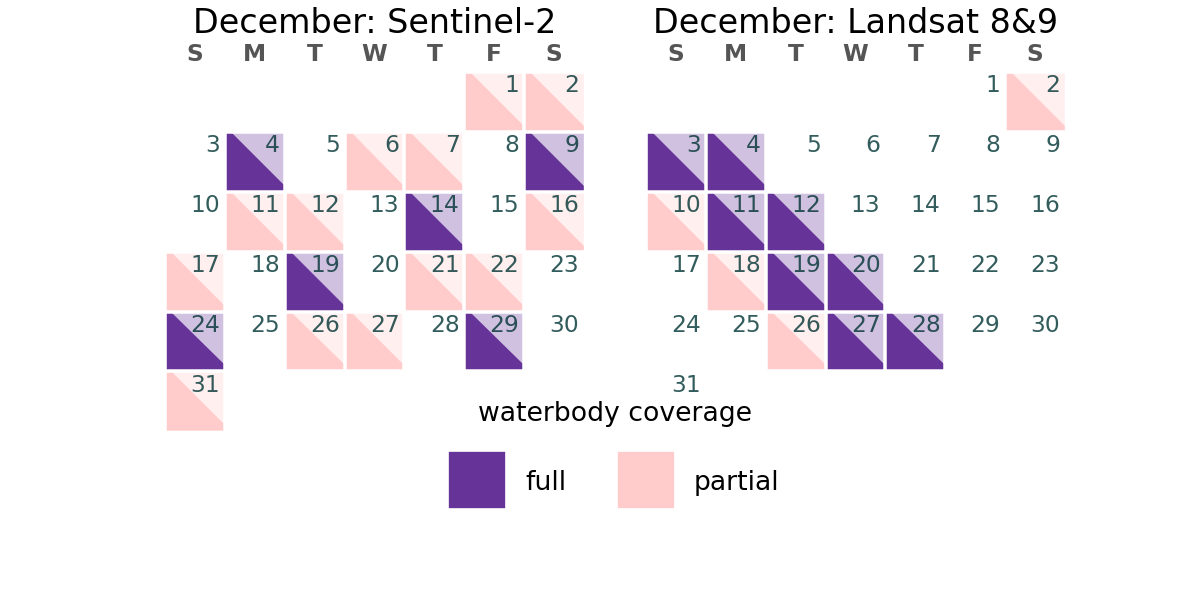 December: Sentinel-2
S M T W T F S
1 2
3 4 5 6 7 8 9
10 11 12 13 14 15 16
17 18 19 20 21 22 23
24 25 26 27 28 29 30
31
December: Landsat 8&9
S M T W T F S
1 2
3 4 5 6 7 8 9
10 11 12 13 14 15 16
17 18 19 20 21 22 23
24 25 26 27 28 29 30
31
waterbody coverage
full partial